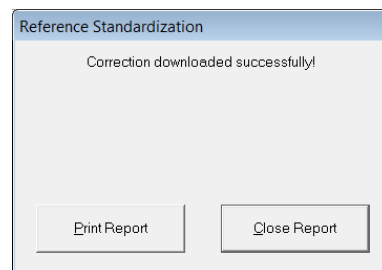 Reference Standardization
Correction downloaded successfully!
Print Report
Close Report